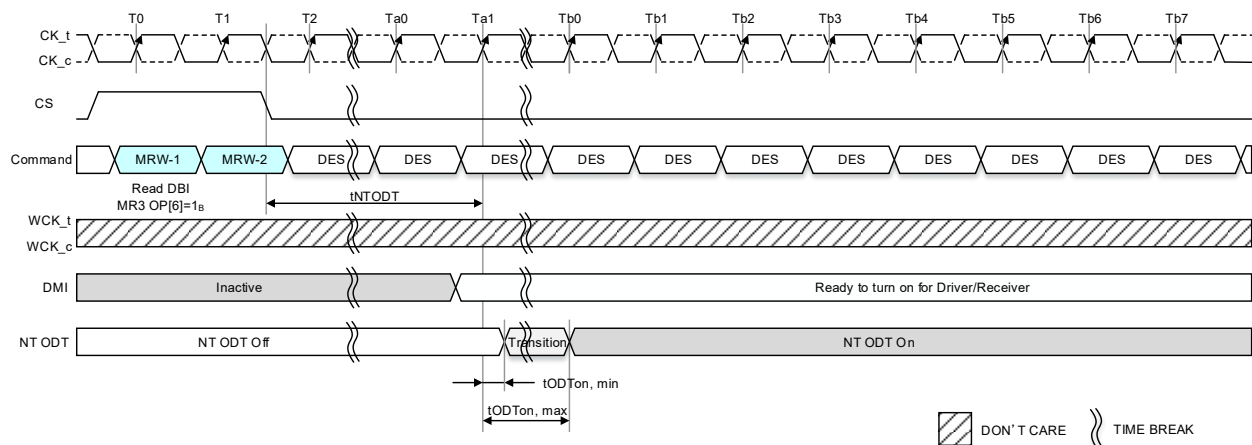 T0 T1 T2 Ta0 Ta1 Tb0 Tb1 Tb2 Tb3 Tb4 Tb5 Tb6 Tb7
CK_t
CK_c
CS
Command MRW-1 MRW-2 DES DES DES DES DES DES DES DES DES DES DES
Read DBI
MR3 OP[6]=1B
tNTODT
WCK_t
WCK_c
DMI Inactive Ready to turn on for Driver/Receiver
NT ODT NT ODT Off Transition NT ODT On
tODTon, min
tODTon, max
DON'T CARE TIME BREAK